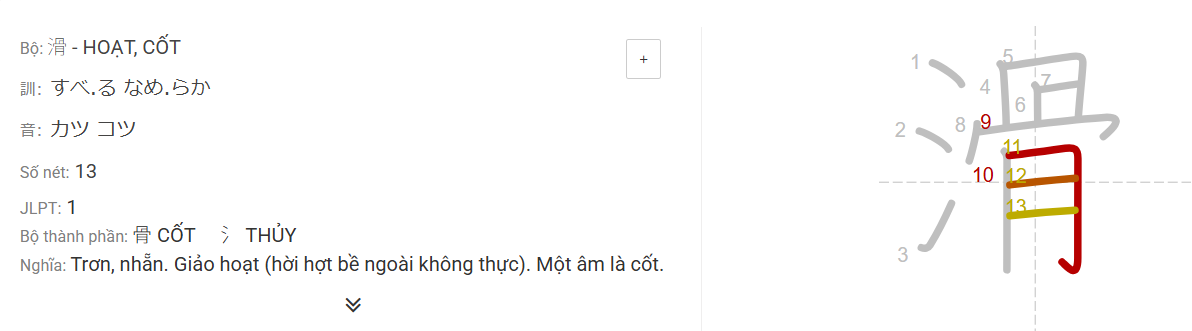 Bộ: 滑 - HOẠT, CỐT
+
訓: すべ.る なめ.らか
音: カツ コツ
Số nét: 13
JLPT: 1
Bộ thành phần: 骨 CỐT 氵 THỦY
Nghĩa: Trơn, nhẵn. Giảo hoạt (hời hợt bề ngoài không thực). Một âm là cốt.
滑
1
2
3
4
5
6
7
8
9
10
11
12
13